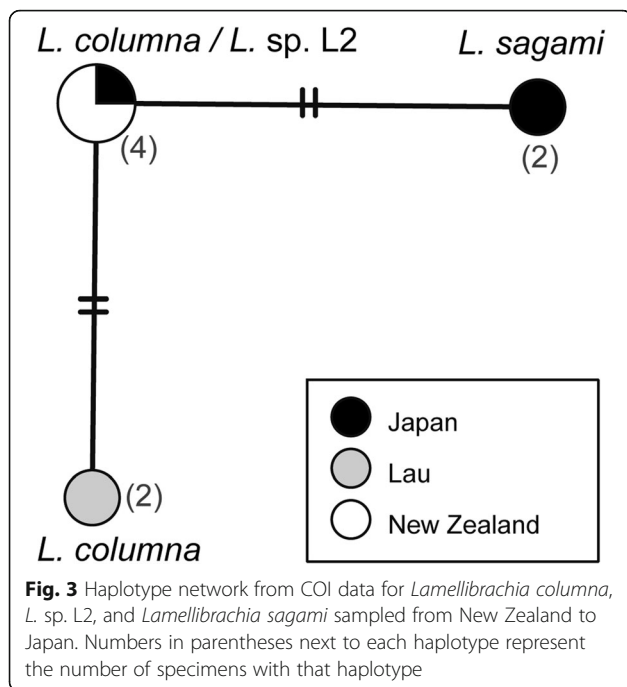 L. columna / L. sp. L2
L. sagami
(4)
(2)
(2)
L. columna
Japan
Lau
New Zealand
Fig. 3 Haplotype network from COI data for Lamellibrachia columna,
L. sp. L2, and Lamellibrachia sagami sampled from New Zealand to
Japan. Numbers in parentheses next to each haplotype represent
the number of specimens with that haplotype